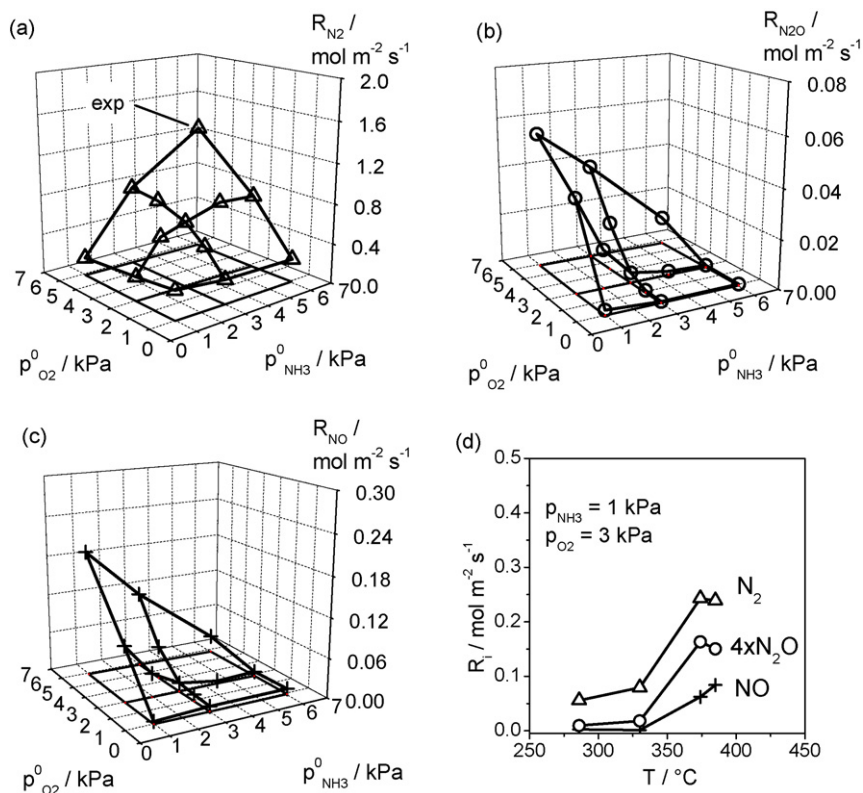 (a)
R_N2 /
mol m⁻² s⁻¹
2.0
1.6
1.2
0.8
0.4
0.0
exp
7 6 5 4 3 2 1 0
0 1 2 3 4 5 6 7
p⁰_O2 / kPa
p⁰_NH3 / kPa
(b)
R_N2O /
mol m⁻² s⁻¹
0.08
0.06
0.04
0.02
0.00
7 6 5 4 3 2 1 0
0 1 2 3 4 5 6 7
p⁰_O2 / kPa
p⁰_NH3 / kPa
(c)
R_NO /
mol m⁻² s⁻¹
0.30
0.24
0.18
0.12
0.06
0.00
7 6 5 4 3 2 1 0
0 1 2 3 4 5 6 7
p⁰_O2 / kPa
p⁰_NH3 / kPa
(d)
R_i / mol m⁻² s⁻¹
0.5
0.4
0.3
0.2
0.1
0.0
p_NH3 = 1 kPa
p_O2 = 3 kPa
N₂
4xN₂O
NO
250 300 350 400 450
T / °C